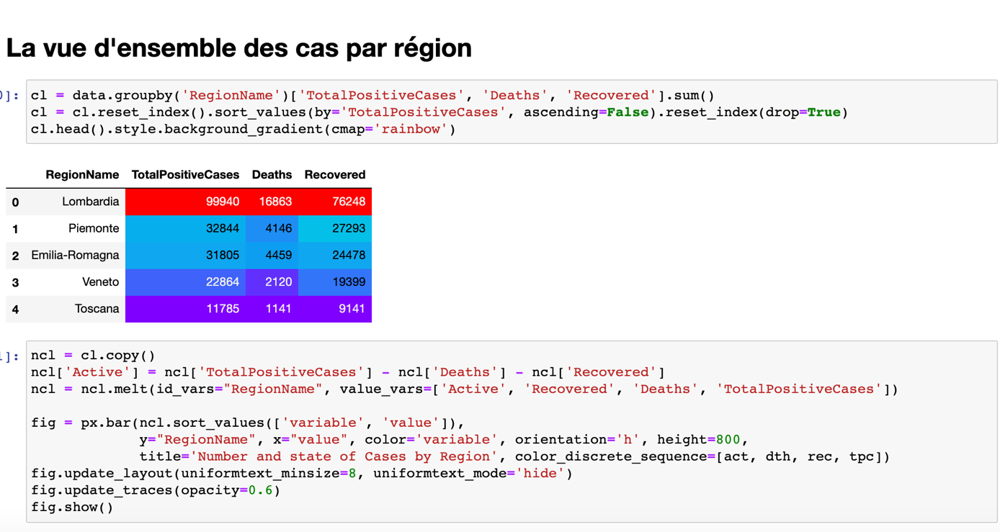 La vue d'ensemble des cas par région
]:
cl = data.groupby('RegionName')['TotalPositiveCases', 'Deaths', 'Recovered'].sum()
cl = cl.reset_index().sort_values(by='TotalPositiveCases', ascending=False).reset_index(drop=True)
cl.head().style.background_gradient(cmap='rainbow')
RegionName TotalPositiveCases Deaths Recovered
0 Lombardia 99940 16863 76248
1 Piemonte 32844 4146 27293
2 Emilia-Romagna 31805 4459 24478
3 Veneto 22864 2120 19399
4 Toscana 11785 1141 9141
]:
ncl = cl.copy()
ncl['Active'] = ncl['TotalPositiveCases'] - ncl['Deaths'] - ncl['Recovered']
ncl = ncl.melt(id_vars="RegionName", value_vars=['Active', 'Recovered', 'Deaths', 'TotalPositiveCases'])
fig = px.bar(ncl.sort_values(['variable', 'value']),
y="RegionName", x="value", color='variable', orientation='h', height=800,
title='Number and state of Cases by Region', color_discrete_sequence=[act, dth, rec, tpc])
fig.update_layout(uniformtext_minsize=8, uniformtext_mode='hide')
fig.update_traces(opacity=0.6)
fig.show()